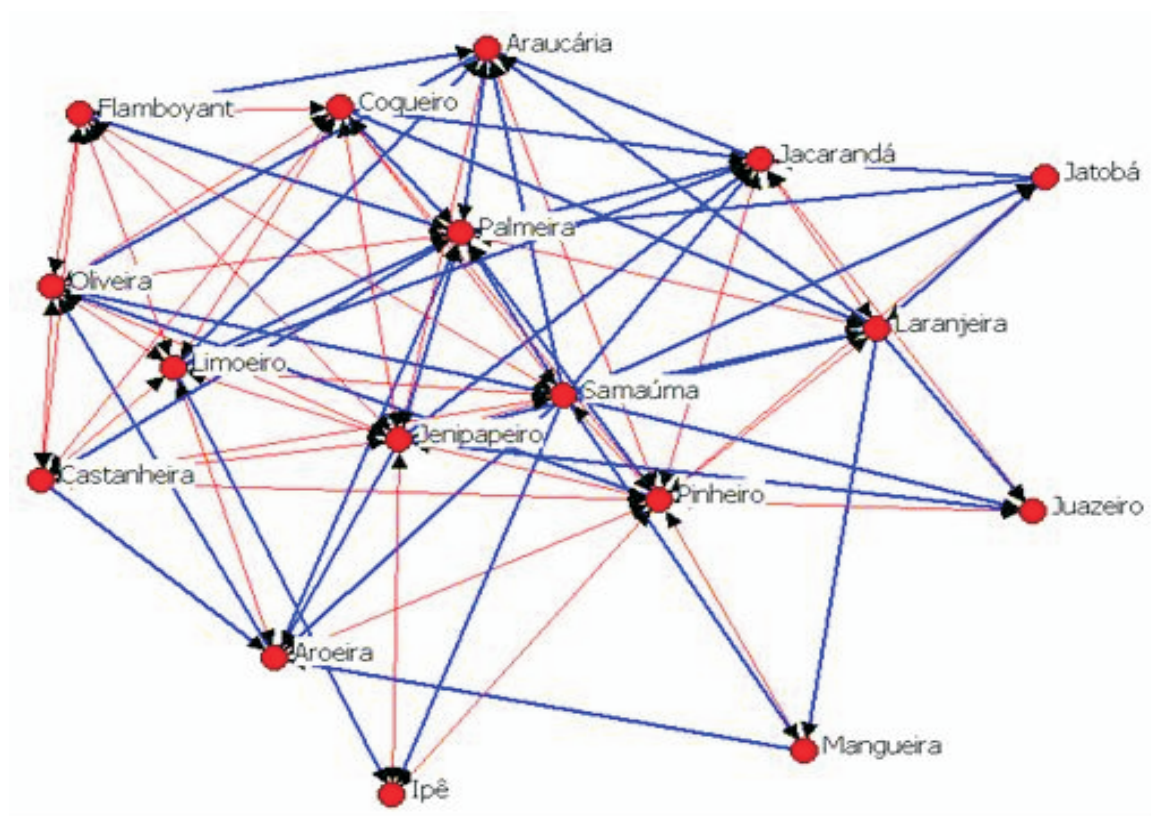 Araucária
Flamboyant
Coqueiro
Jacarandá
Jatobá
Palmeira
Oliveira
Laranjeira
Limoeiro
Samaúma
Jenipapeiro
Castanheira
Pinheiro
Juazeiro
Aroeira
Mangueira
Ipê